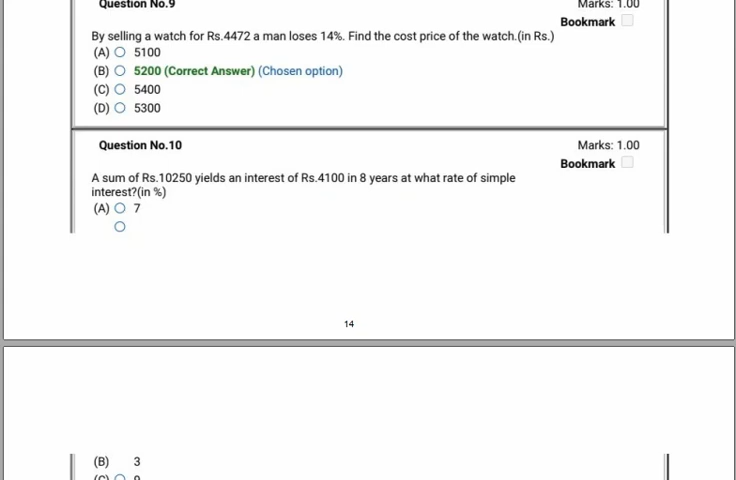 Question No.9
Marks: 1.00
Bookmark
By selling a watch for Rs.4472 a man loses 14%. Find the cost price of the watch.(in Rs.)
(A) 5100
(B) 5200 (Correct Answer) (Chosen option)
(C) 5400
(D) 5300
Question No.10
Marks: 1.00
Bookmark
A sum of Rs.10250 yields an interest of Rs.4100 in 8 years at what rate of simple
interest?(in %)
(A) 7
14
(B) 3